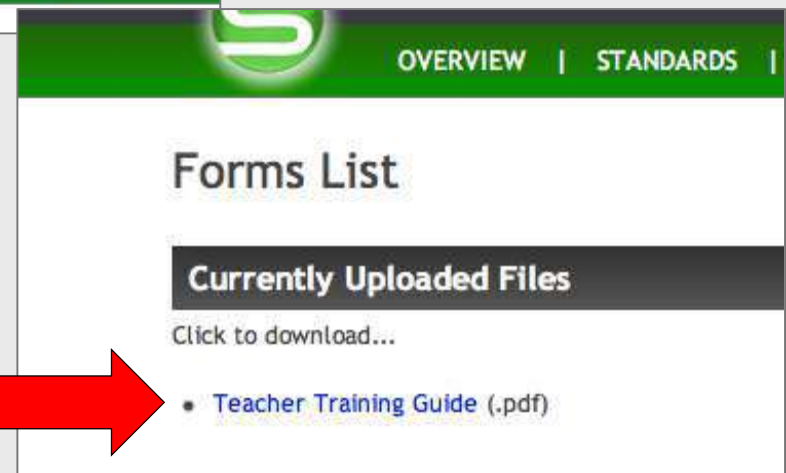 S
OVERVIEW | STANDARDS |
Forms List
Currently Uploaded Files
Click to download...
• Teacher Training Guide (.pdf)